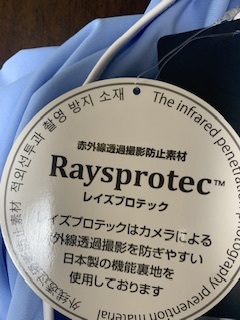 赤外線透過撮影防止素材
Raysprotec™
レイズプロテック
イズプロテックはカメラによる
外線透過撮影を防ぎやすい
日本製の機能裏地を
使用しております
적외선투과 촬영 방지 소재
The infrared penetra
photography prevention material